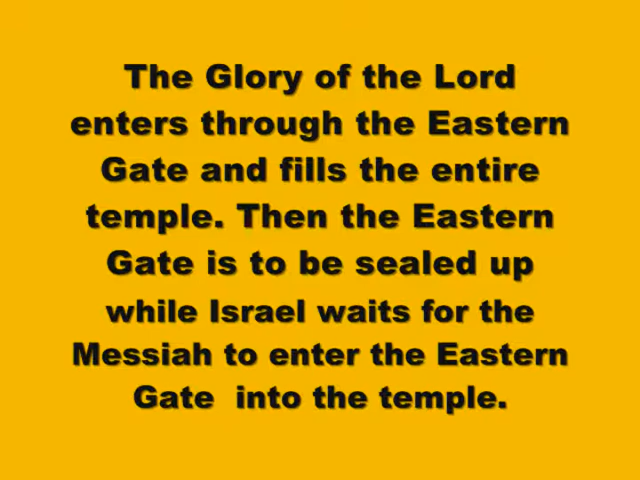 The Glory of the Lord
enters through the Eastern
Gate and fills the entire
temple. Then the Eastern
Gate is to be sealed up
while Israel waits for the
Messiah to enter the Eastern
Gate  into the temple.